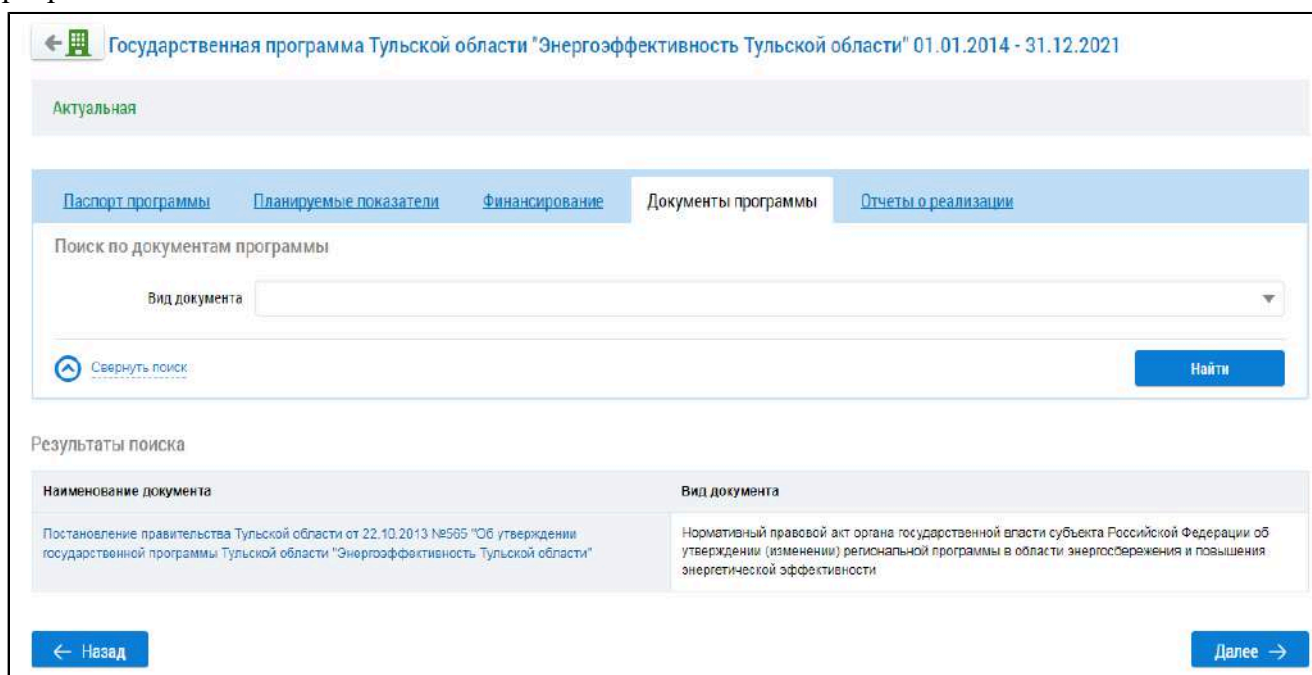 Государственная программа Тульской области "Энергоэффективность Тульской области" 01.01.2014 - 31.12.2021
Актуальная
Паспорт программы Планируемые показатели Финансирование Документы программы Отчеты о реализации
Поиск по документам программы
Вид документа
Свернуть поиск Найти
Результаты поиска
Наименование документа Вид документа
Постановление правительства Тульской области от 22.10.2013 №565 "Об утверждении
государственной программы Тульской области "Энергоэффективность Тульской области"
Нормативный правовой акт органа государственной власти субъекта Российской Федерации об
утверждении (изменении) региональной программы в области энергосбережения и повышения
энергетической эффективности
← Назад Далее →